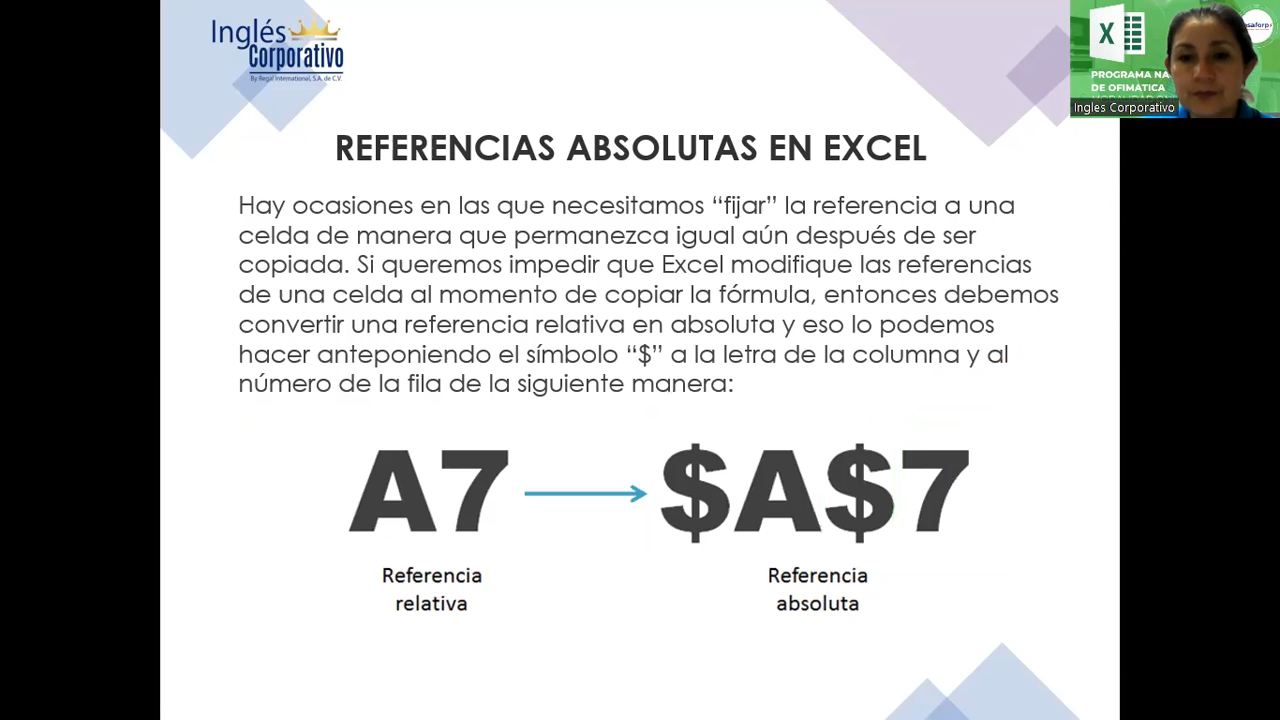 Inglés
Corporativo
By Regal International, S.A. de C.V.
X
PROGRAMA NA
DE OFIMÁTICA
Ingles Corporativo
REFERENCIAS ABSOLUTAS EN EXCEL
Hay ocasiones en las que necesitamos “fijar” la referencia a una
celda de manera que permanezca igual aún después de ser
copiada. Si queremos impedir que Excel modifique las referencias
de una celda al momento de copiar la fórmula, entonces debemos
convertir una referencia relativa en absoluta y eso lo podemos
hacer anteponiendo el símbolo “$” a la letra de la columna y al
número de la fila de la siguiente manera:
A7 $A$7
Referencia Referencia
relativa absoluta